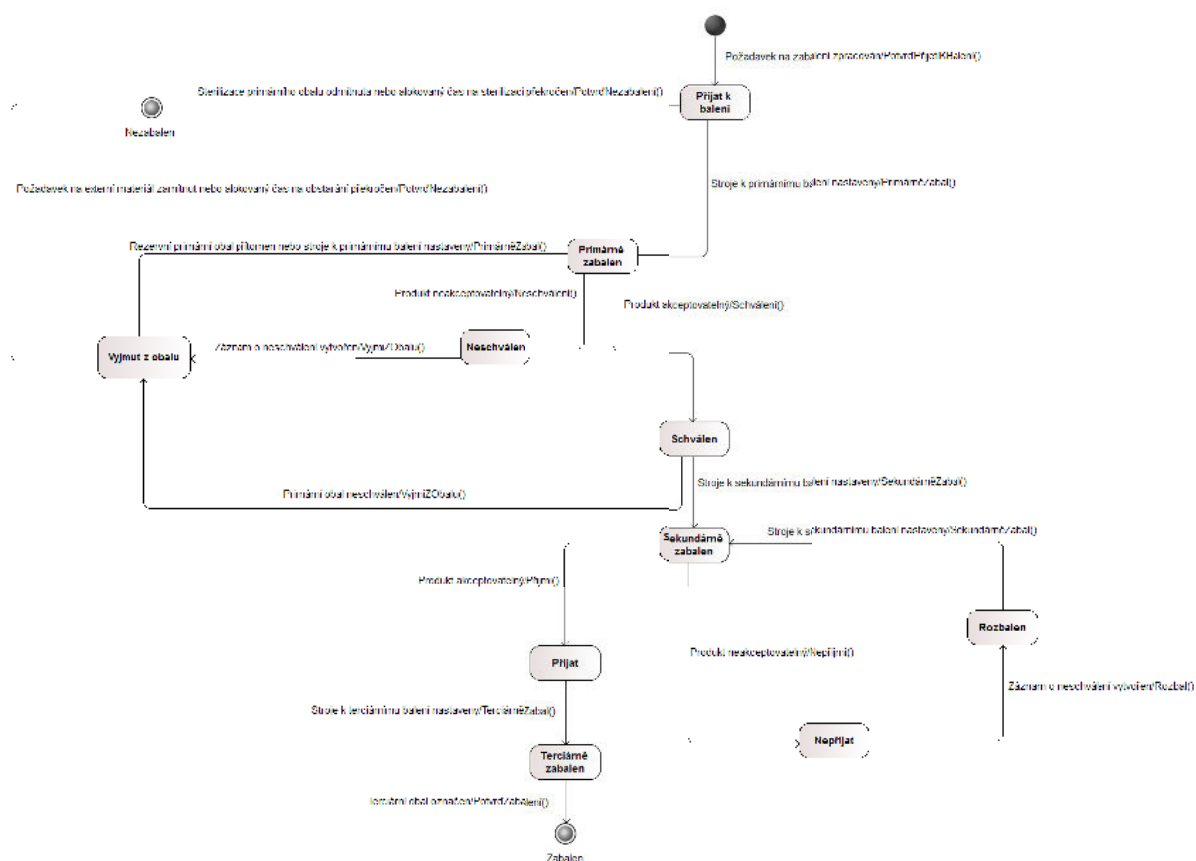 Požadavek na zabalení zpracován/PotvrďPřijetíKBalení()
Sterilizace primárního obalu odmítnuta nebo alokovaný čas na sterilizaci překročen/PotvrďNezabalení()
Přijat k
balení
Nezabalen
Požadavek na externí materiál zamítnut nebo alokovaný čas na obstarání překročen/PotvrďNezabalení()
Stroje k primárnímu balení nastaveny/PrimárněZabal()
Rezervní primární obal přítomen nebo stroje k primárnímu balení nastaveny/PrimárněZabal()
Primárně
zabalen
Produkt neakceptovatelný/Neschválení()
Produkt akceptovatelný/Schválení()
Vyjmut z obalu
Záznam o neschválení vytvořen/VyjmiZObalu()
Neschválen
Schválen
Stroje k sekundárnímu balení nastaveny/SekundárněZabal()
Primární obal neschválen/VyjmiZObalu()
Sekundárně
zabalen
Stroje k sekundárnímu balení nastaveny/SekundárněZabal()
Produkt akceptovatelný/Přijmi()
Rozbalen
Přijat
Produkt neakceptovatelný/Nepřijmi()
Záznam o neschválení vytvořen/Rozbal()
Stroje k terciárnímu balení nastaveny/TerciárněZabal()
Nepřijat
Terciárně
zabalen
Terciární obal označen/PotvrdZabalení()
Zabalen